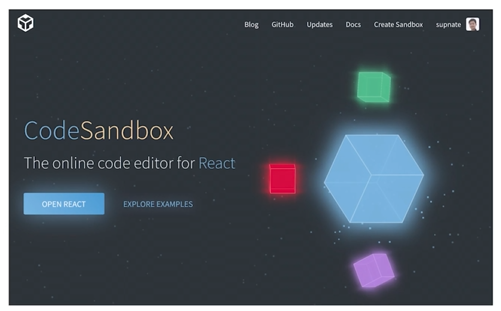 Blog GitHub Updates Docs Create Sandbox supnate
CodeSandbox
The online code editor for React
OPEN REACT EXPLORE EXAMPLES